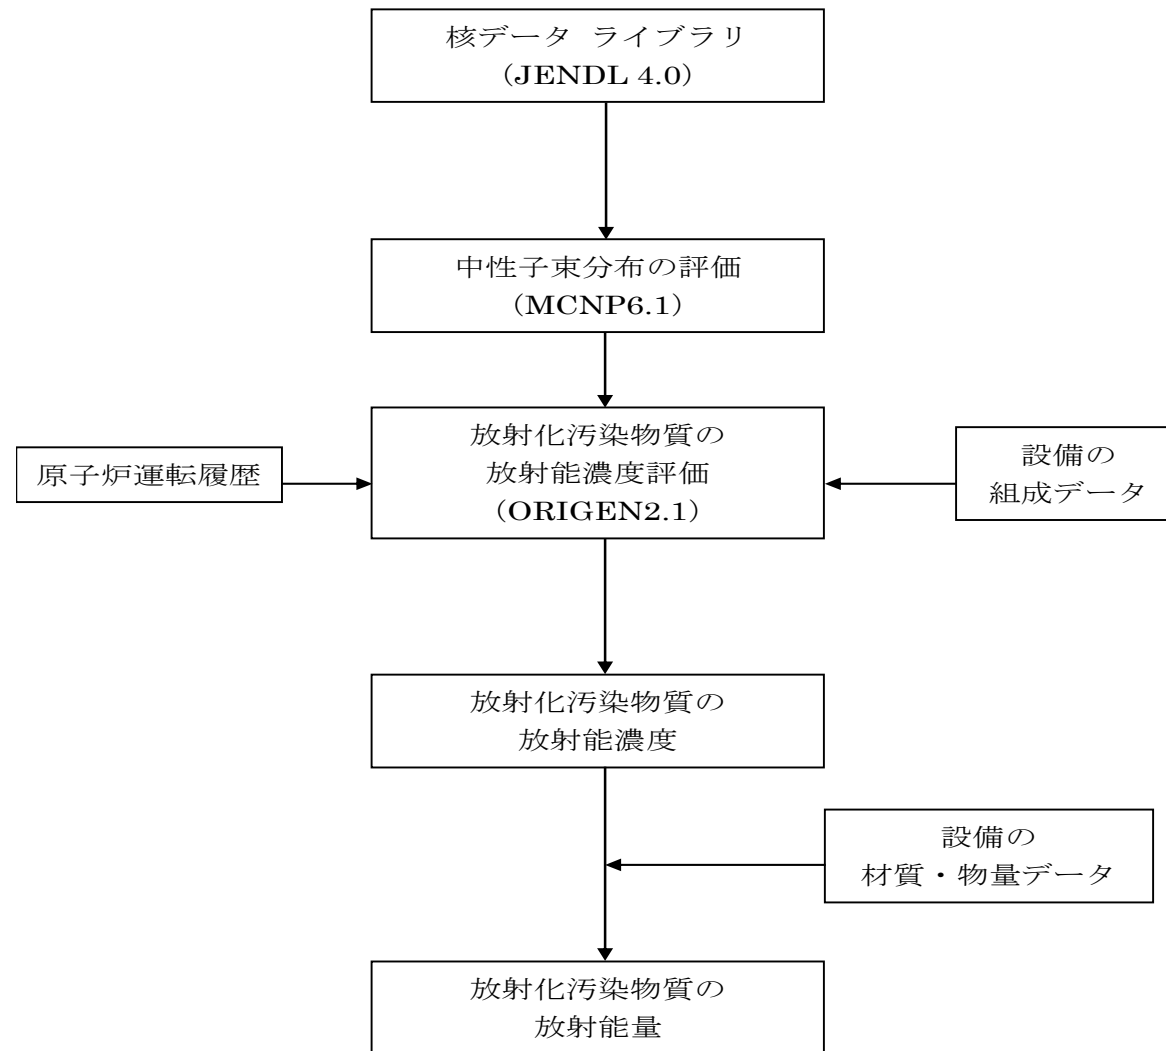 核データ ライブラリ
(JENDL 4.0)
中性子束分布の評価
(MCNP6.1)
放射化汚染物質の
放射能濃度評価
(ORIGEN2.1)
原子炉運転履歴
設備の
組成データ
放射化汚染物質の
放射能濃度
設備の
材質・物量データ
放射化汚染物質の
放射能量